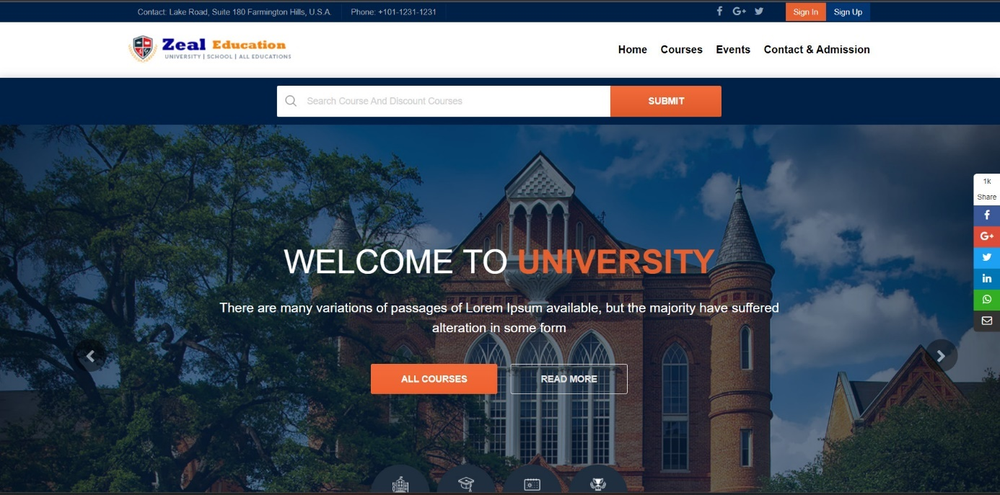 Contact: Lake Road, Suite 180 Farmington Hills, U.S.A.
Phone: +101-1231-1231
G+
Sign In
Sign Up
Zeal Education
UNIVERSITY | SCHOOL | ALL EDUCATIONS
Home
Courses
Events
Contact & Admission
Search Course And Discount Courses
SUBMIT
1k
Share
G+
in
WELCOME TO UNIVERSITY
There are many variations of passages of Lorem Ipsum available, but the majority have suffered
alteration in some form
ALL COURSES
READ MORE